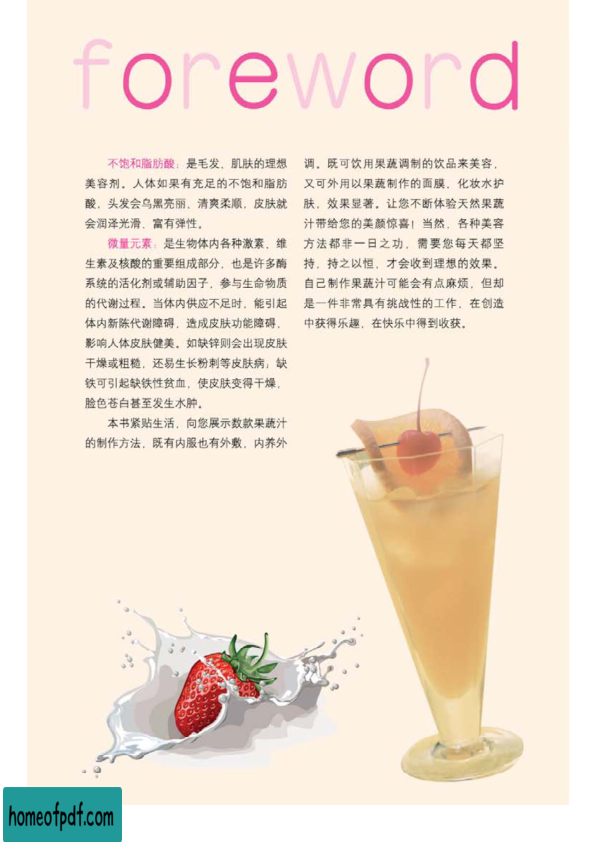 foreword
不饱和脂肪酸：是毛发、肌肤的理想
美容剂。人体如果有充足的不饱和脂肪
酸，头发会乌黑亮丽，清爽柔顺，皮肤就
会润泽光滑，富有弹性。
微量元素：是生物体内各种激素、维
生素及核酸的重要组成部分，也是许多酶
系统的活化剂或辅助因子，参与生命物质
的代谢过程。当体内供应不足时，能引起
体内新陈代谢障碍，造成皮肤功能障碍，
影响人体皮肤健美。如缺锌则会出现皮肤
干燥或粗糙，还易生长粉刺等皮肤病；缺
铁可引起缺铁性贫血，使皮肤变得干燥，
脸色苍白甚至发生水肿。
本书紧贴生活，向您展示数款果蔬汁
的制作方法，既有内服也有外敷，内养外
调。既可饮用果蔬调制的饮品来美容，
又可外用以果蔬制作的面膜，化妆水护
肤，效果显著。让您不断体验天然果蔬
汁带给您的美颜惊喜！当然，各种美容
方法都非一日之功，需要您每天都坚
持，持之以恒，才会收到理想的效果。
自己制作果蔬汁可能会有点麻烦，但却
是一件非常具有挑战性的工作，在创造
中获得乐趣，在快乐中得到收获。
homeofpdf.com